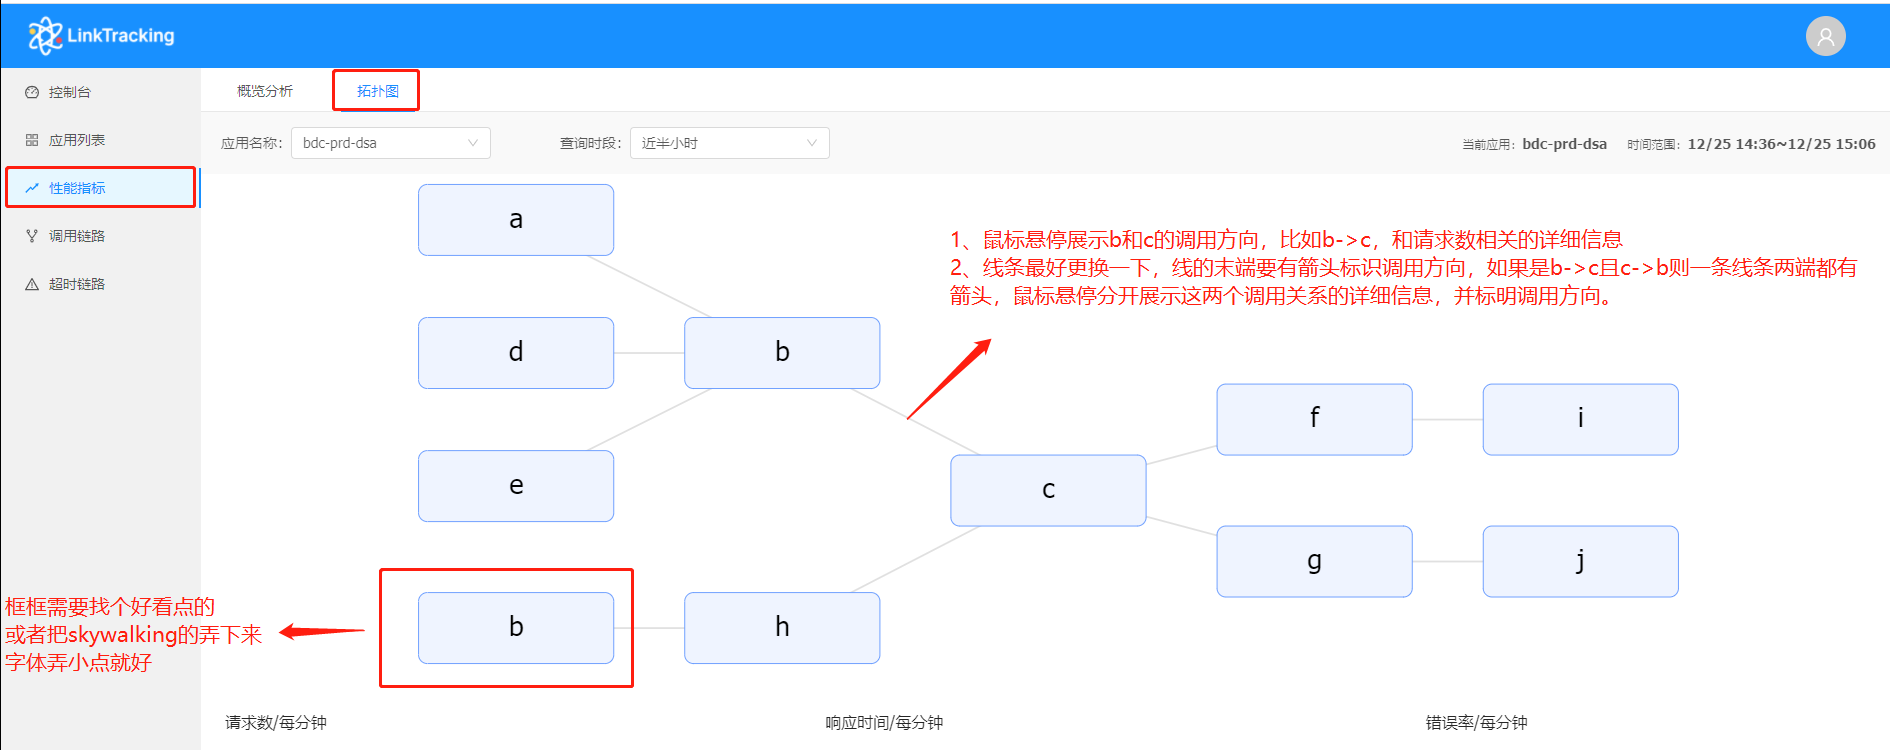 LinkTracking
控制台
应用列表
性能指标
调用链路
超时链路
概览分析
拓扑图
应用名称:
bdc-prd-dsa
查询时段:
近半小时
当前应用: bdc-prd-dsa
时间范围: 12/25 14:36~12/25 15:06
a
d
b
e
b
h
c
f
i
g
j
1、鼠标悬停展示b和c的调用方向，比如b->c，和请求数相关的详细信息
2、线条最好更换一下，线的末端要有箭头标识调用方向，如果是b->c且c->b则一条线条两端都有
箭头，鼠标悬停分开展示这两个调用关系的详细信息，并标明调用方向。
框框需要找个好看点的
或者把skywalking的弄下来
字体弄小点就好
请求数/每分钟
响应时间/每分钟
错误率/每分钟